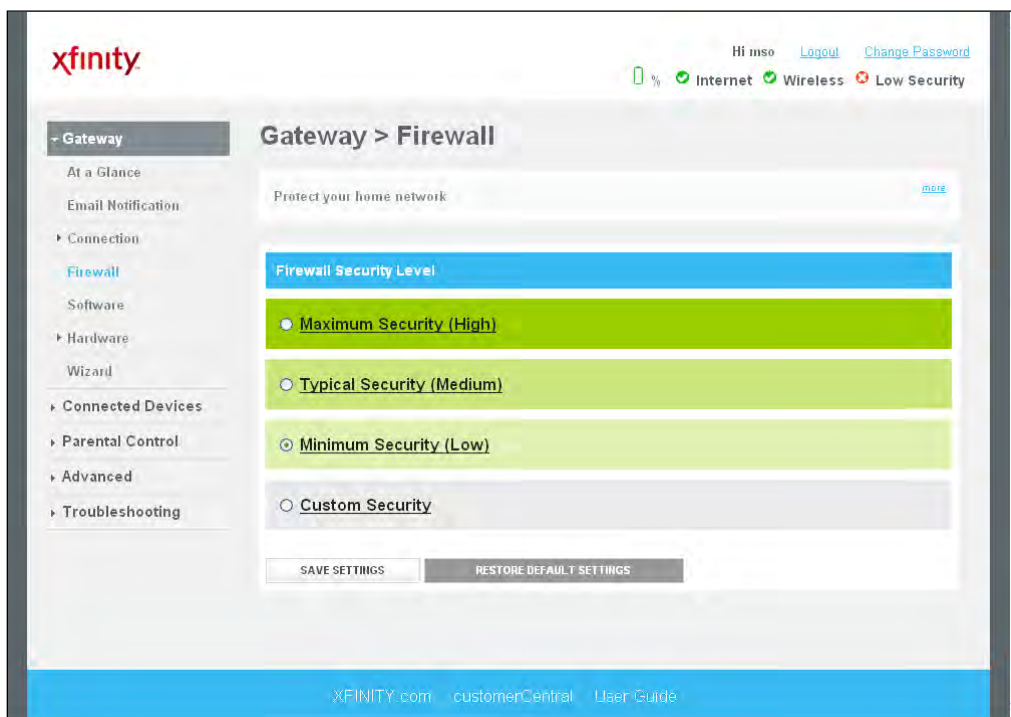 xfinity
Hi mso Logout Change Password
% Internet Wireless Low Security
Gateway
At a Glance
Email Notification
Connection
Firewall
Software
Hardware
Wizard
Connected Devices
Parental Control
Advanced
Troubleshooting
Gateway > Firewall
Protect your home network more
Firewall Security Level
Maximum Security (High)
Typical Security (Medium)
Minimum Security (Low)
Custom Security
SAVE SETTINGS RESTORE DEFAULT SETTINGS
XFINITY.com customerCentral User Guide